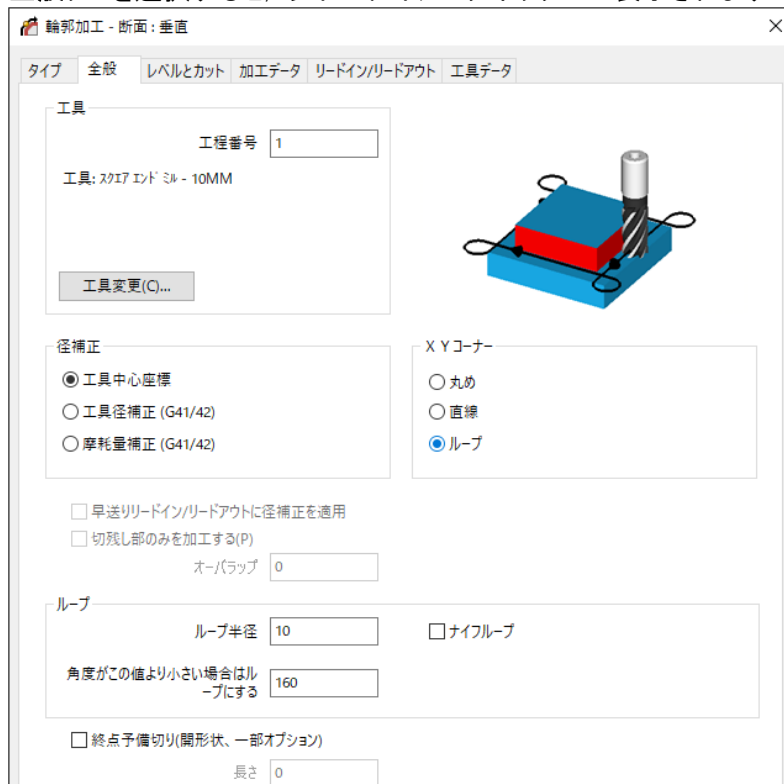 輪郭加工 - 断面 : 垂直
タイプ 全般 レベルとカット 加工データ リードイン/リードアウト 工具データ
工具
工程番号 1
工具: ｽｸｴｱ ｴﾝﾄﾞ ﾐﾙ - 10MM
工具変更(C)...
径補正
工具中心座標
工具径補正 (G41/42)
摩耗量補正 (G41/42)
X Y コーナー
丸め
直線
ループ
早送りリードイン/リードアウトに径補正を適用
切残し部のみを加工する(P)
オーバラップ 0
ループ
ループ半径 10
ナイフループ
角度がこの値より小さい場合はル
ープにする 160
終点予備切り(開形状、一部オプション)
長さ 0